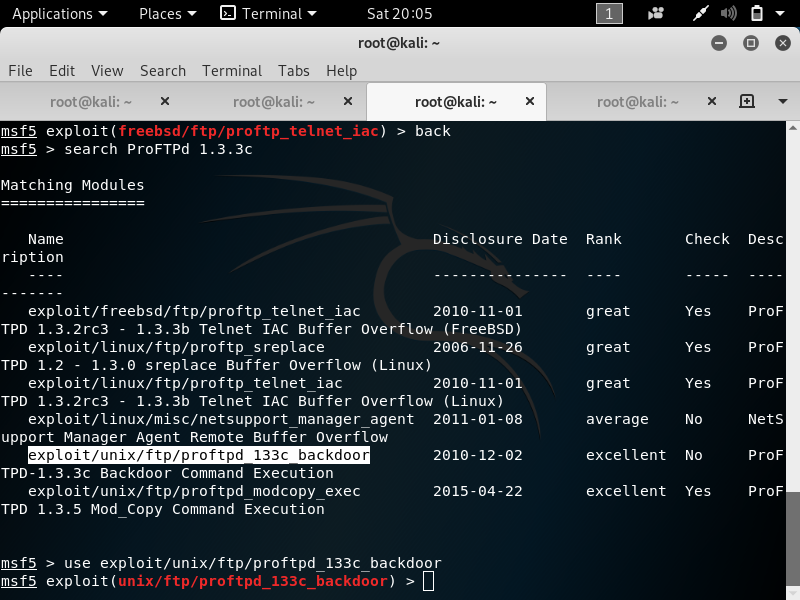 Applications Places Terminal Sat 20:05 1
root@kali: ~
File Edit View Search Terminal Tabs Help
root@kali: ~ × root@kali: ~ × root@kali: ~ × root@kali: ~ ×
msf5 exploit(freebsd/ftp/proftp_telnet_iac) > back
msf5 > search ProFTPd 1.3.3c
Matching Modules
================
Name Disclosure Date Rank Check Desc
ription
---- --------------- ---- ----- ----
-------
exploit/freebsd/ftp/proftp_telnet_iac 2010-11-01 great Yes ProF
TPD 1.3.2rc3 - 1.3.3b Telnet IAC Buffer Overflow (FreeBSD)
exploit/linux/ftp/proftp_sreplace 2006-11-26 great Yes ProF
TPD 1.2 - 1.3.0 sreplace Buffer Overflow (Linux)
exploit/linux/ftp/proftp_telnet_iac 2010-11-01 great Yes ProF
TPD 1.3.2rc3 - 1.3.3b Telnet IAC Buffer Overflow (Linux)
exploit/linux/misc/netsupport_manager_agent 2011-01-08 average No NetS
upport Manager Agent Remote Buffer Overflow
exploit/unix/ftp/proftpd_133c_backdoor 2010-12-02 excellent No ProF
TPD-1.3.3c Backdoor Command Execution
exploit/unix/ftp/proftpd_modcopy_exec 2015-04-22 excellent Yes ProF
TPD 1.3.5 Mod_Copy Command Execution
msf5 > use exploit/unix/ftp/proftpd_133c_backdoor
msf5 exploit(unix/ftp/proftpd_133c_backdoor) >